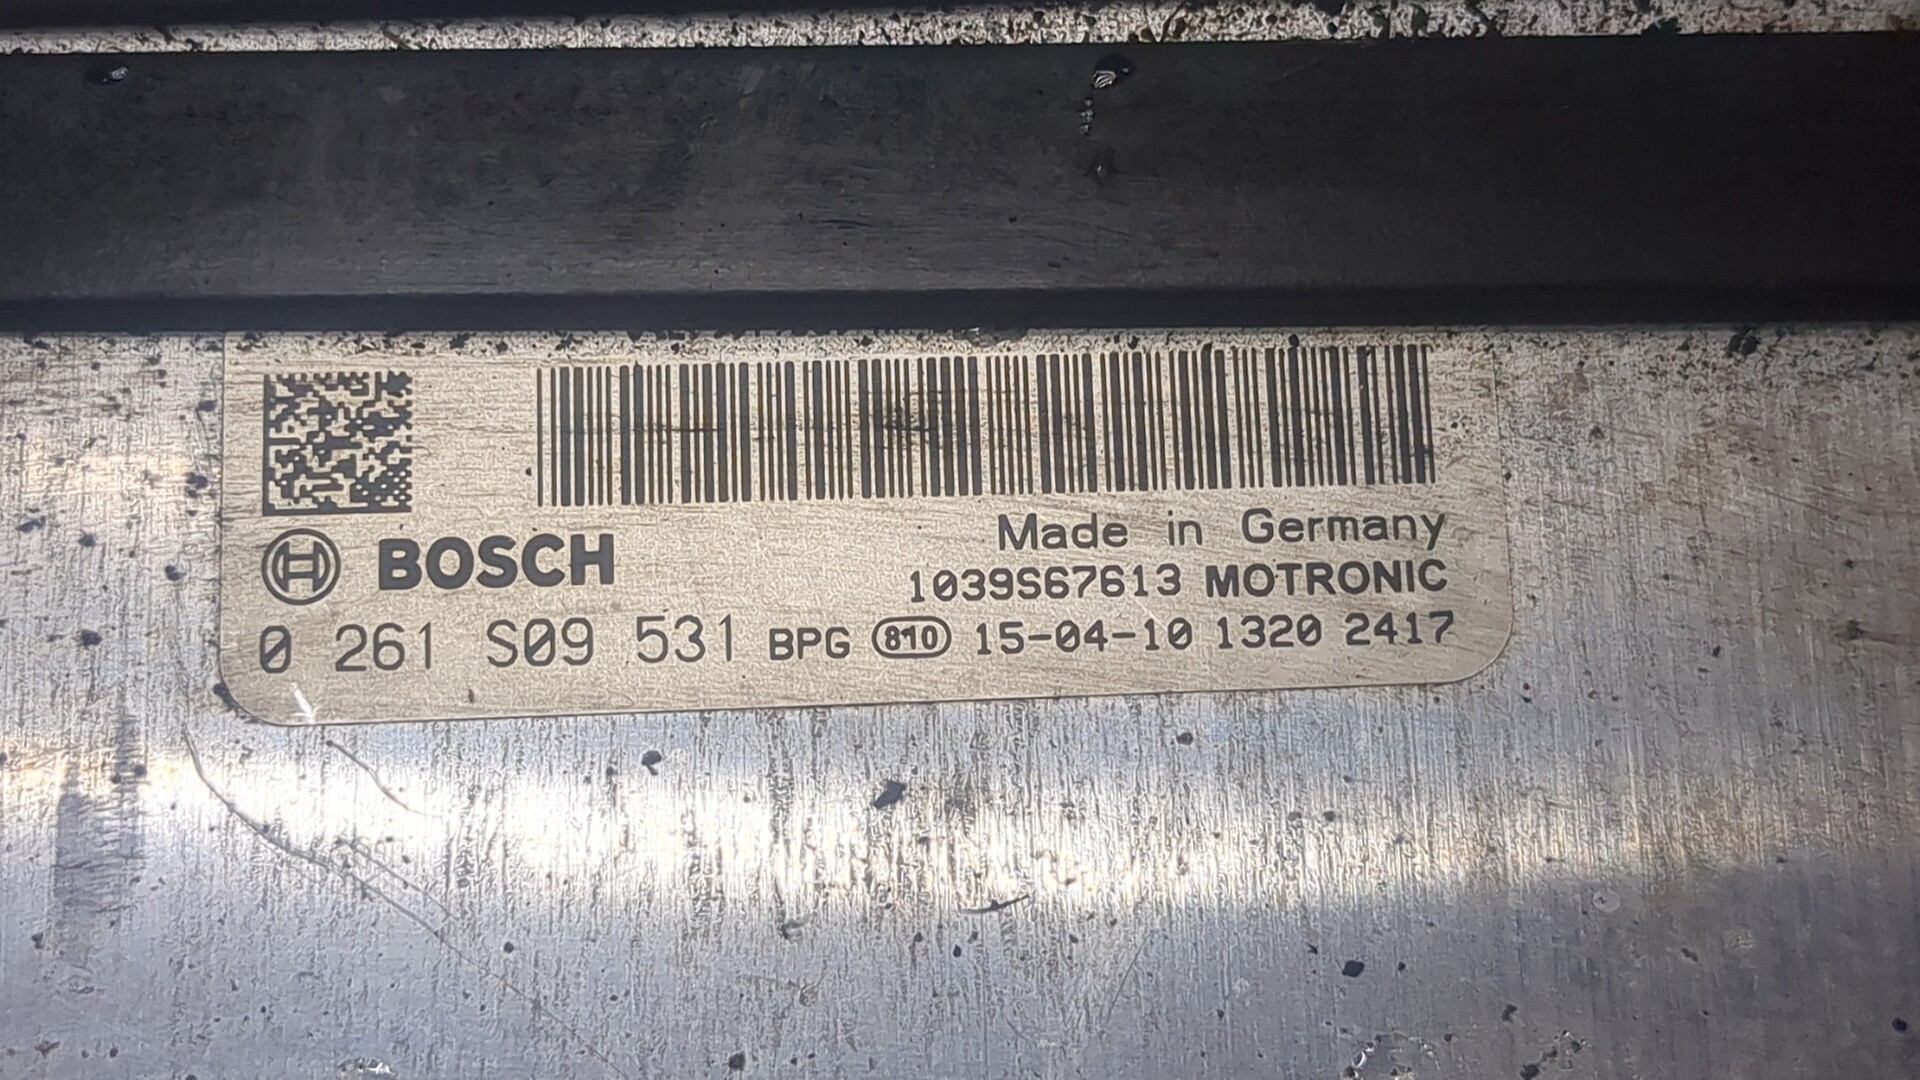 BOSCH
Made in Germany
1039S67613 MOTRONIC
0 261 S09 531 BPG 810 15-04-10 1320 2417